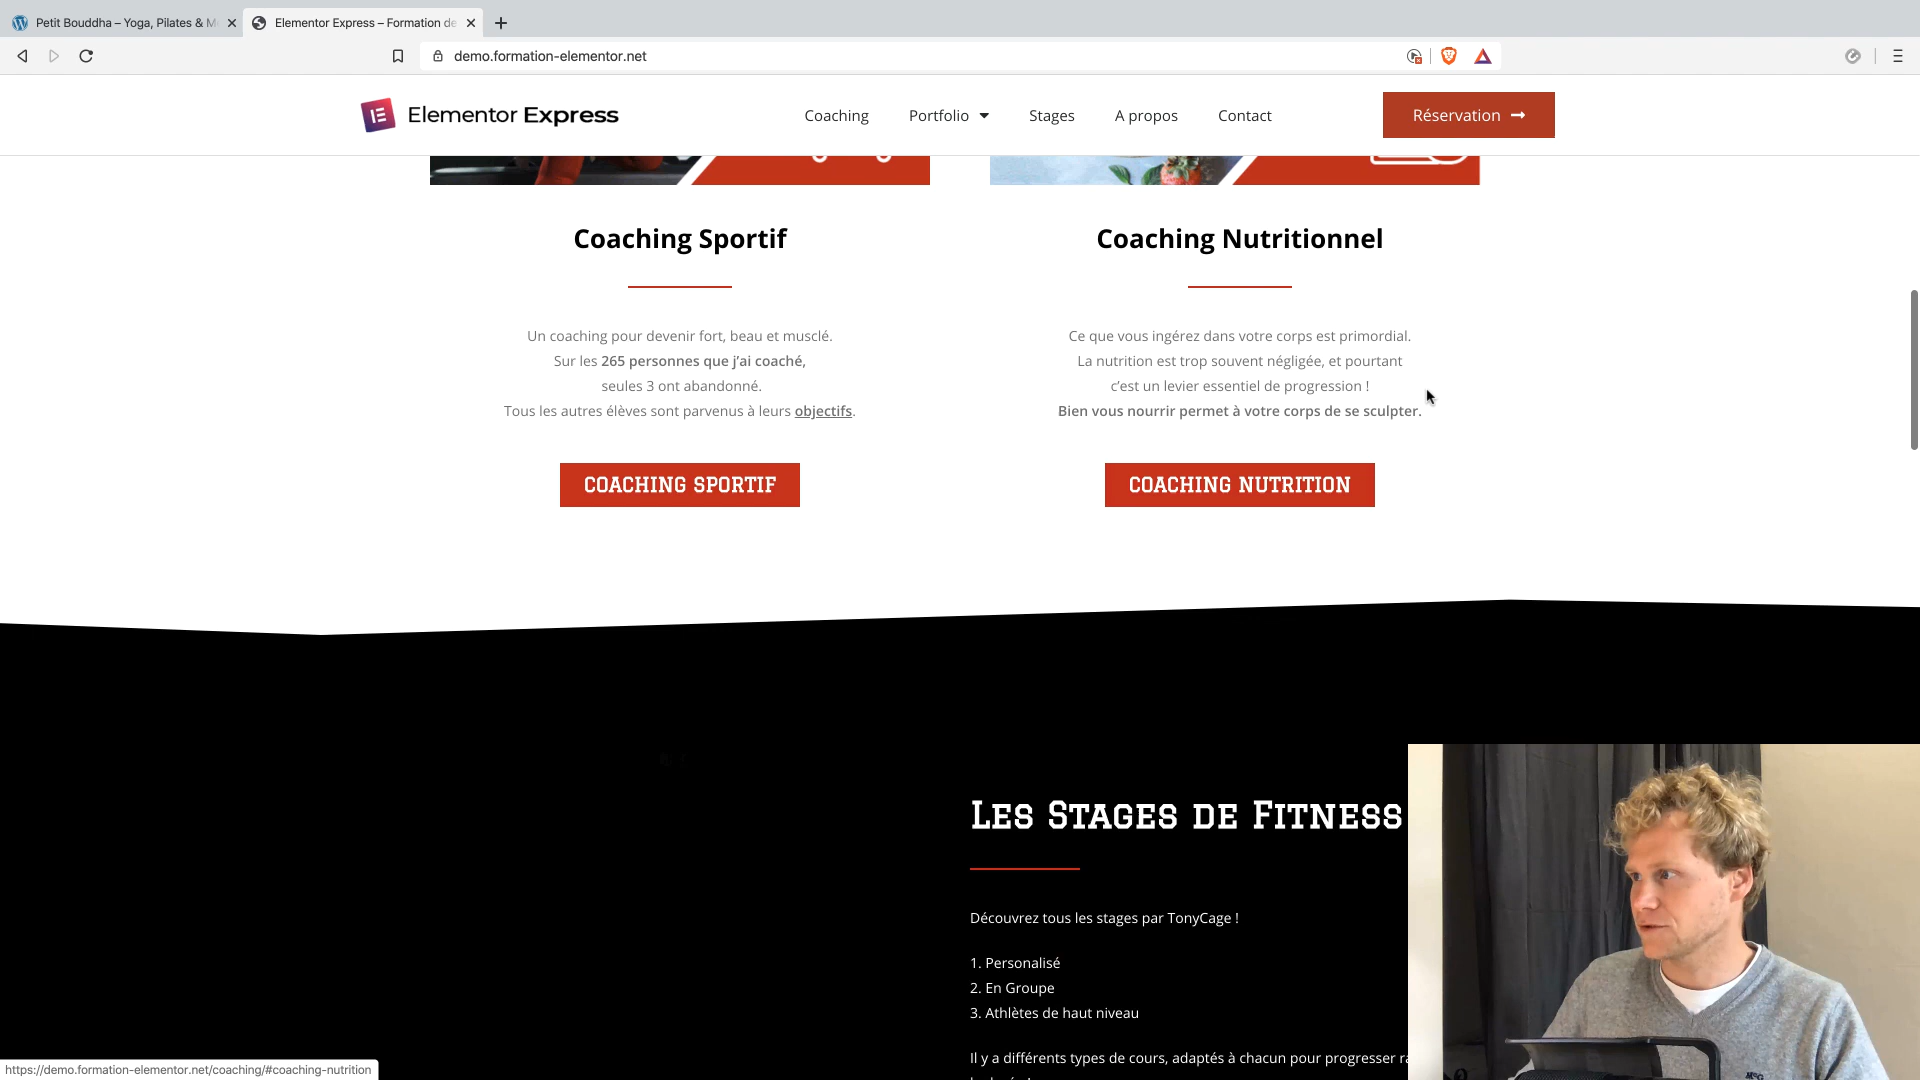 Petit Bouddha – Yoga, Pilates & M
Elementor Express – Formation de
demo.formation-elementor.net
Elementor Express
Coaching
Portfolio
Stages
A propos
Contact
Réservation
Coaching Sportif
Un coaching pour devenir fort, beau et musclé.
Sur les 265 personnes que j’ai coaché,
seules 3 ont abandonné.
Tous les autres élèves sont parvenus à leurs objectifs.
COACHING SPORTIF
Coaching Nutritionnel
Ce que vous ingérez dans votre corps est primordial.
La nutrition est trop souvent négligée, et pourtant
c’est un levier essentiel de progression !
Bien vous nourrir permet à votre corps de se sculpter.
COACHING NUTRITION
Les Stages de Fitness
Découvrez tous les stages par TonyCage !
1. Personalisé
2. En Groupe
3. Athlètes de haut niveau
Il y a différents types de cours, adaptés à chacun pour progresser
https://demo.formation-elementor.net/coaching/#coaching-nutrition